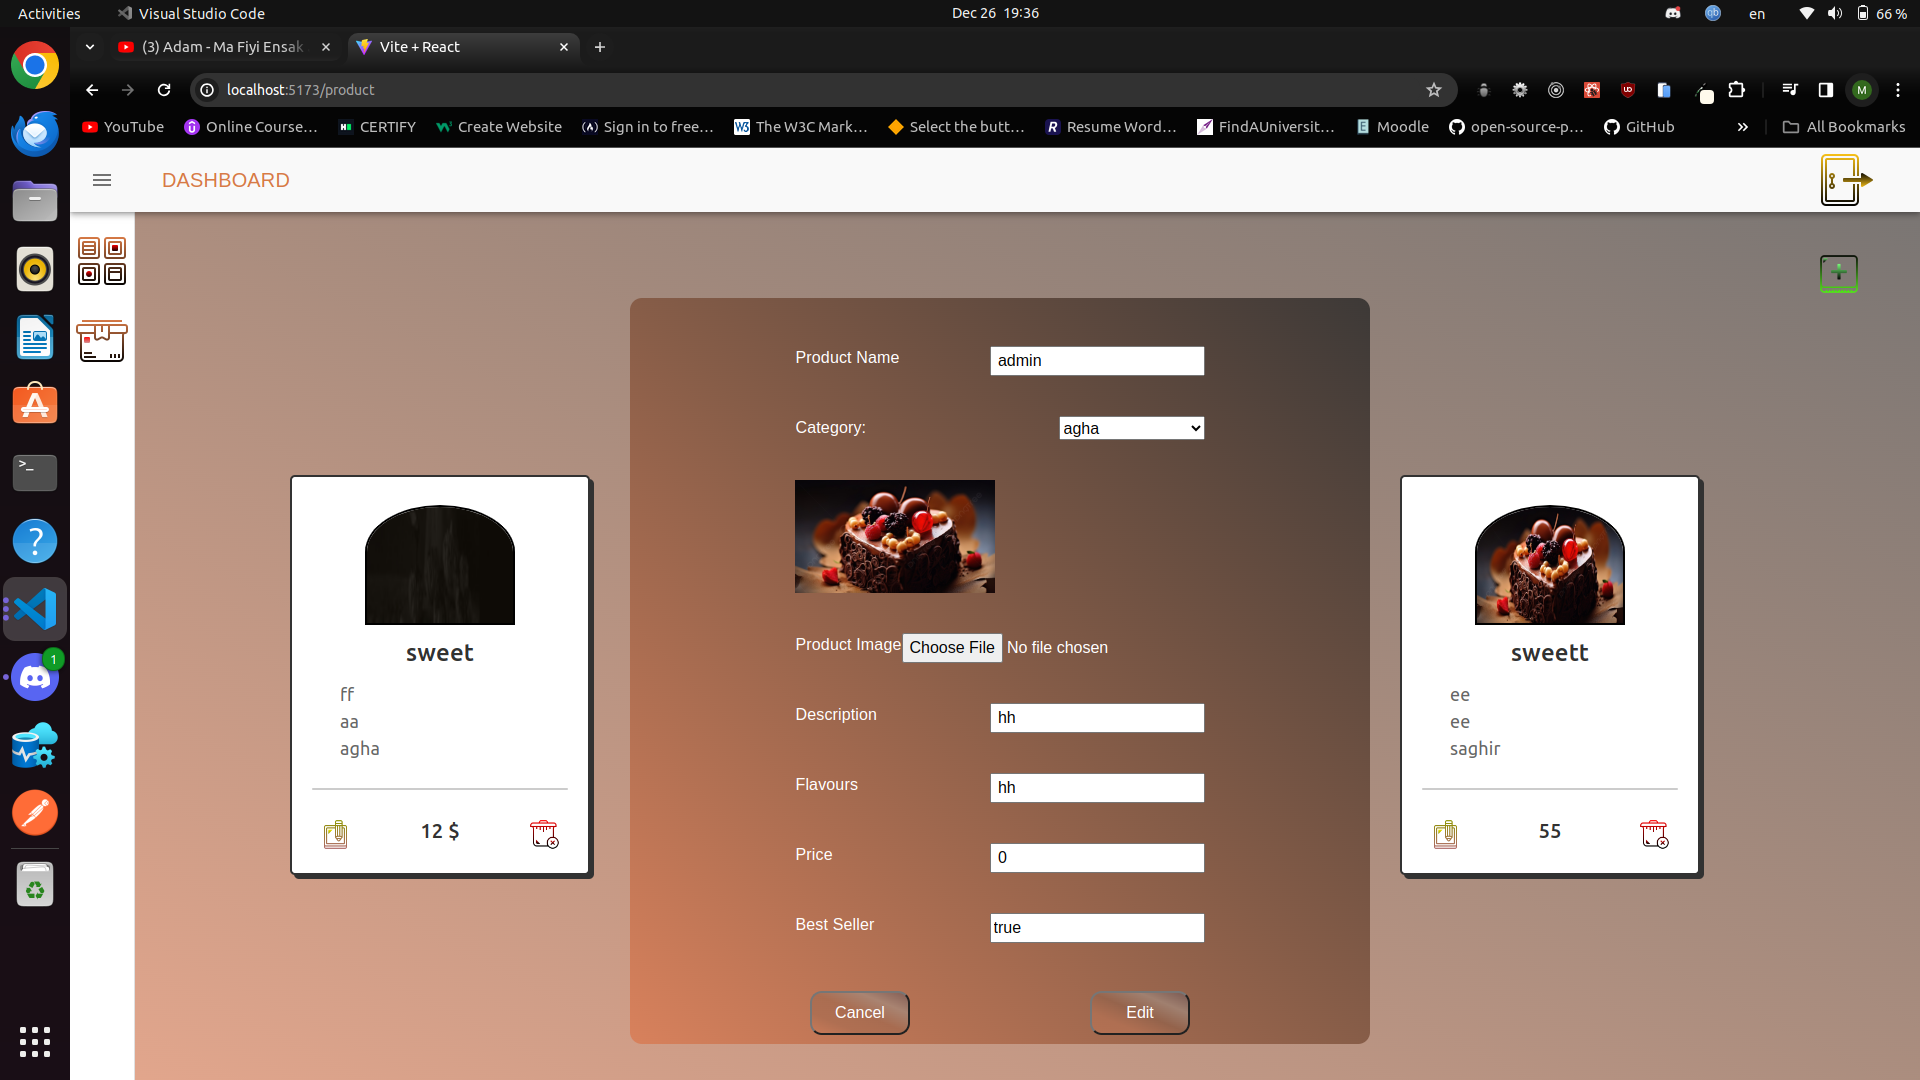 Activities
Visual Studio Code
Dec 26 19:36
en
66 %
(3) Adam - Ma Fiyi Ensak
Vite + React
localhost:5173/product
M
YouTube
Online Course…
CERTIFY
Create Website
Sign in to free…
The W3C Mark…
Select the butt…
Resume Word…
FindAUniversit…
Moodle
open-source-p…
GitHub
All Bookmarks
DASHBOARD
Product Name
admin
Category:
agha
Product Image
Choose File
No file chosen
Description
hh
Flavours
hh
Price
0
Best Seller
true
Cancel
Edit
sweet
ff
aa
agha
12 $
sweett
ee
ee
saghir
55
1